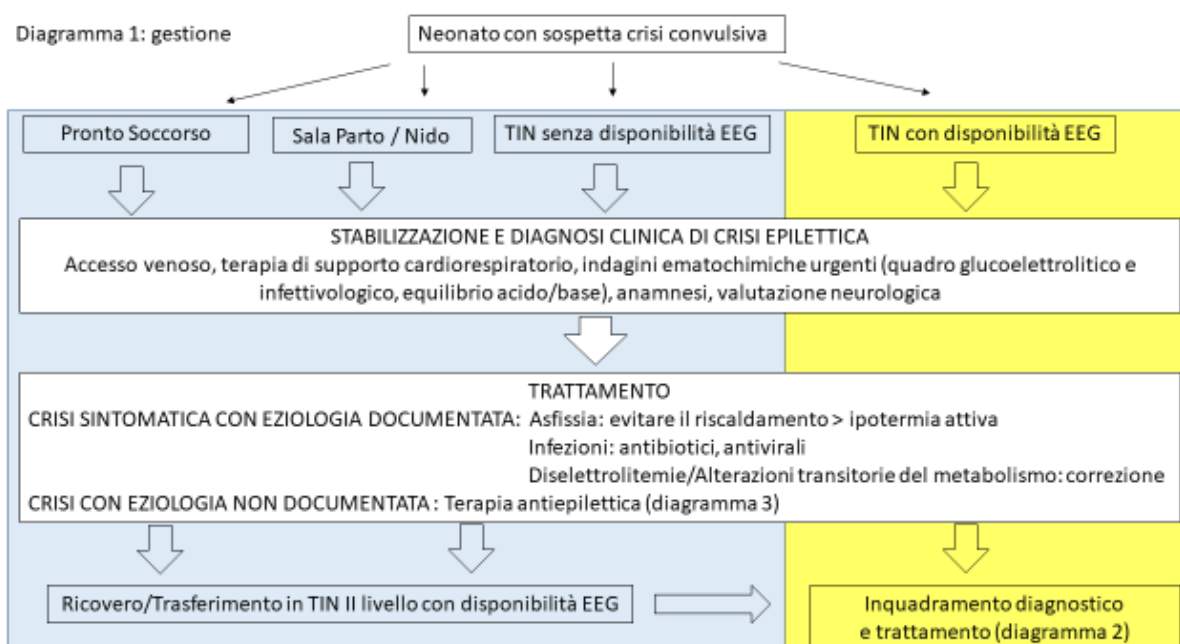 Diagramma 1: gestione
Neonato con sospetta crisi convulsiva
Pronto Soccorso
Sala Parto / Nido
TIN senza disponibilità EEG
TIN con disponibilità EEG
STABILIZZAZIONE E DIAGNOSI CLINICA DI CRISI EPILETTICA
Accesso venoso, terapia di supporto cardiorespiratorio, indagini ematochimiche urgenti (quadro glucoelettrolitico e
infettivologico, equilibrio acido/base), anamnesi, valutazione neurologica
TRATTAMENTO
CRISI SINTOMATICA CON EZIOLOGIA DOCUMENTATA: Asfissia: evitare il riscaldamento > ipotermia attiva
Infezioni: antibiotici, antivirali
Diselettrolitemie/Alterazioni transitorie del metabolismo: correzione
CRISI CON EZIOLOGIA NON DOCUMENTATA : Terapia antiepilettica (diagramma 3)
Ricovero/Trasferimento in TIN II livello con disponibilità EEG
Inquadramento diagnostico
e trattamento (diagramma 2)